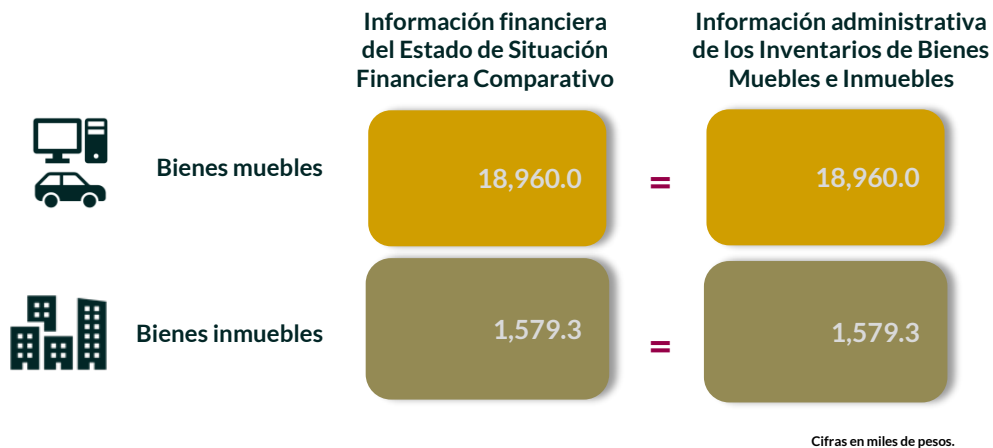 Información financiera
del Estado de Situación
Financiera Comparativo
Información administrativa
de los Inventarios de Bienes
Muebles e Inmuebles
Bienes muebles
18,960.0
=
18,960.0
Bienes inmuebles
1,579.3
=
1,579.3
Cifras en miles de pesos.